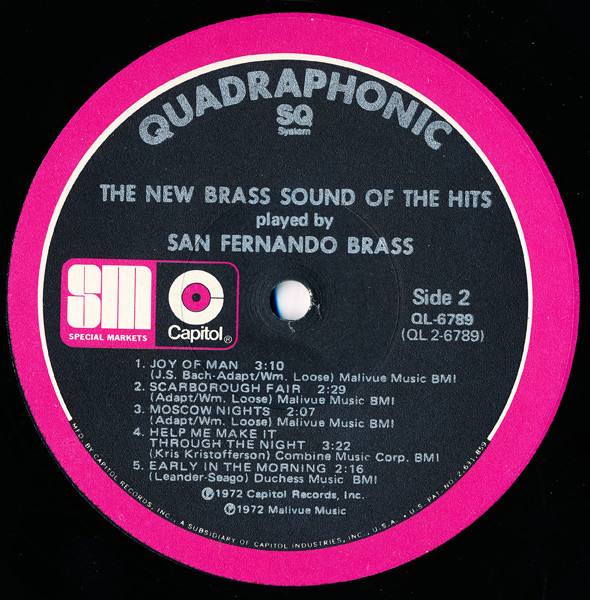 QUADRAPHONIC
SQ
System
THE NEW BRASS SOUND OF THE HITS
played by
SAN FERNANDO BRASS
sm
SPECIAL MARKETS
Capitol®
Side 2
QL-6789
(QL 2-6789)
1. JOY OF MAN 3:10
(J.S. Bach-Adapt/Wm. Loose) Malivue Music BMI
2. SCARBOROUGH FAIR 2:29
(Adapt/Wm. Loose) Malivue Music BMI
3. MOSCOW NIGHTS 2:07
(Adapt/Wm. Loose) Malivue Music BMI
4. HELP ME MAKE IT
THROUGH THE NIGHT 3:22
(Kris Kristofferson) Combine Music Corp. BMI
5. EARLY IN THE MORNING 2:16
(Leander-Seago) Duchess Music BMI
℗1972 Capitol Records, Inc.
℗1972 Malivue Music
MFD. BY CAPITOL RECORDS, INC., A SUBSIDIARY OF CAPITOL INDUSTRIES, INC., U.S.A. • U.S. PAT. NO. 2,631,859